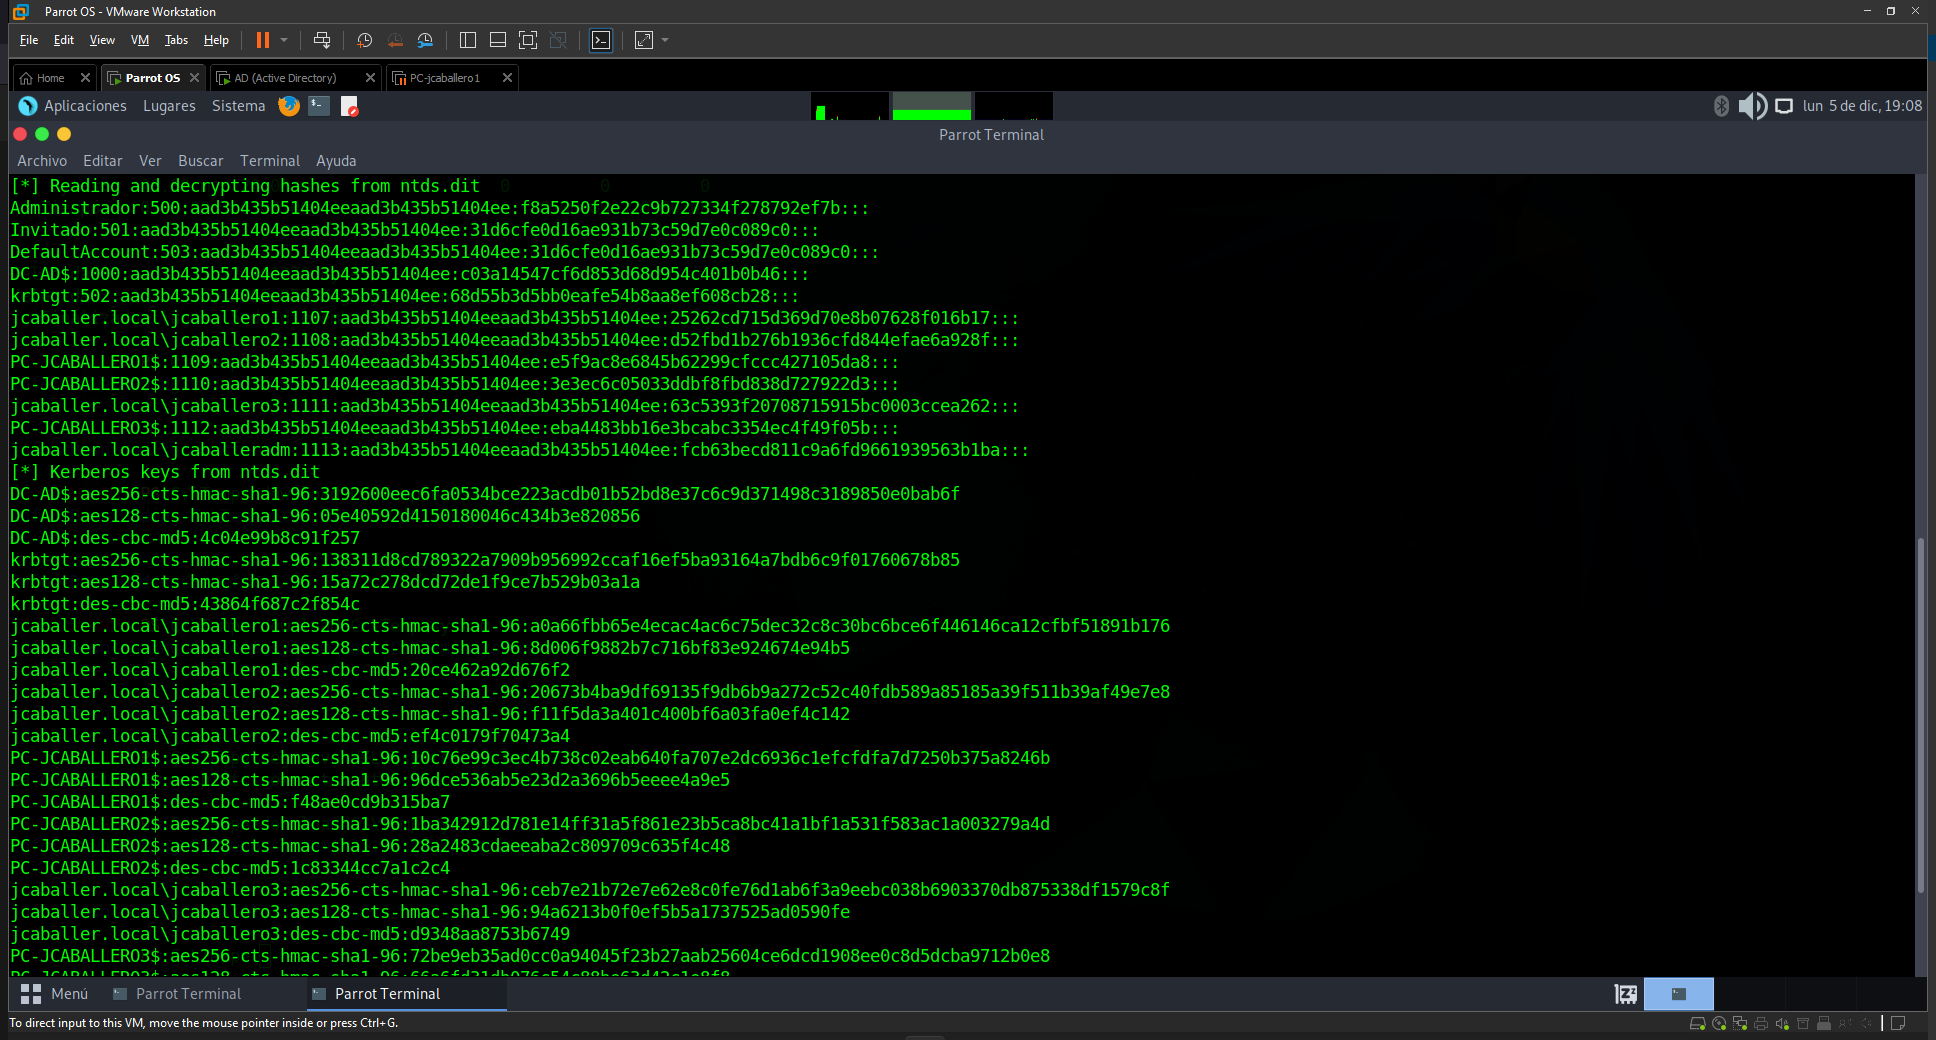 Parrot OS - VMware Workstation
File Edit View VM Tabs Help
Home Parrot OS AD (Active Directory) PC-jcaballero1
Aplicaciones Lugares Sistema lun 5 de dic, 19:08
Parrot Terminal
Archivo Editar Ver Buscar Terminal Ayuda
[*] Reading and decrypting hashes from ntds.dit
Administrador:500:aad3b435b51404eeaad3b435b51404ee:f8a5250f2e22c9b727334f278792ef7b:::
Invitado:501:aad3b435b51404eeaad3b435b51404ee:31d6cfe0d16ae931b73c59d7e0c089c0:::
DefaultAccount:503:aad3b435b51404eeaad3b435b51404ee:31d6cfe0d16ae931b73c59d7e0c089c0:::
DC-AD$:1000:aad3b435b51404eeaad3b435b51404ee:c03a14547cf6d853d68d954c401b0b46:::
krbtgt:502:aad3b435b51404eeaad3b435b51404ee:68d55b3d5bb0eafe54b8aa8ef608cb28:::
jcaballer.local\jcaballero1:1107:aad3b435b51404eeaad3b435b51404ee:25262cd715d369d70e8b07628f016b17:::
jcaballer.local\jcaballero2:1108:aad3b435b51404eeaad3b435b51404ee:d52fbd1b276b1936cfd844efae6a928f:::
PC-JCABALLERO1$:1109:aad3b435b51404eeaad3b435b51404ee:e5f9ac8e6845b62299cfccc427105da8:::
PC-JCABALLERO2$:1110:aad3b435b51404eeaad3b435b51404ee:3e3ec6c05033ddbf8fbd838d727922d3:::
jcaballer.local\jcaballero3:1111:aad3b435b51404eeaad3b435b51404ee:63c5393f20708715915bc0003ccea262:::
PC-JCABALLERO3$:1112:aad3b435b51404eeaad3b435b51404ee:eba4483bb16e3bcabc3354ec4f49f05b:::
jcaballer.local\jcaballeradm:1113:aad3b435b51404eeaad3b435b51404ee:fcb63becd811c9a6fd9661939563b1ba:::
[*] Kerberos keys from ntds.dit
DC-AD$:aes256-cts-hmac-sha1-96:3192600eec6fa0534bce223acdb01b52bd8e37c6c9d371498c3189850e0bab6f
DC-AD$:aes128-cts-hmac-sha1-96:05e40592d4150180046c434b3e820856
DC-AD$:des-cbc-md5:4c04e99b8c91f257
krbtgt:aes256-cts-hmac-sha1-96:138311d8cd789322a7909b956992ccaf16ef5ba93164a7bdb6c9f01760678b85
krbtgt:aes128-cts-hmac-sha1-96:15a72c278dcd72de1f9ce7b529b03a1a
krbtgt:des-cbc-md5:43864f687c2f854c
jcaballer.local\jcaballero1:aes256-cts-hmac-sha1-96:a0a66fbb65e4ecac4ac6c75dec32c8c30bc6bce6f446146ca12cfbf51891b176
jcaballer.local\jcaballero1:aes128-cts-hmac-sha1-96:8d006f9882b7c716bf83e924674e94b5
jcaballer.local\jcaballero1:des-cbc-md5:20ce462a92d676f2
jcaballer.local\jcaballero2:aes256-cts-hmac-sha1-96:20673b4ba9df69135f9db6b9a272c52c40fdb589a85185a39f511b39af49e7e8
jcaballer.local\jcaballero2:aes128-cts-hmac-sha1-96:f11f5da3a401c400bf6a03fa0ef4c142
jcaballer.local\jcaballero2:des-cbc-md5:ef4c0179f70473a4
PC-JCABALLERO1$:aes256-cts-hmac-sha1-96:10c76e99c3ec4b738c02eab640fa707e2dc6936c1efcfdfa7d7250b375a8246b
PC-JCABALLERO1$:aes128-cts-hmac-sha1-96:96dce536ab5e23d2a3696b5eeee4a9e5
PC-JCABALLERO1$:des-cbc-md5:f48ae0cd9b315ba7
PC-JCABALLERO2$:aes256-cts-hmac-sha1-96:1ba342912d781e14ff31a5f861e23b5ca8bc41a1bf1a531f583ac1a003279a4d
PC-JCABALLERO2$:aes128-cts-hmac-sha1-96:28a2483cdaeeaba2c809709c635f4c48
PC-JCABALLERO2$:des-cbc-md5:1c83344cc7a1c2c4
jcaballer.local\jcaballero3:aes256-cts-hmac-sha1-96:ceb7e21b72e7e62e8c0fe76d1ab6f3a9eebc038b6903370db875338df1579c8f
jcaballer.local\jcaballero3:aes128-cts-hmac-sha1-96:94a6213b0f0ef5b5a1737525ad0590fe
jcaballer.local\jcaballero3:des-cbc-md5:d9348aa8753b6749
PC-JCABALLERO3$:aes256-cts-hmac-sha1-96:72be9eb35ad0cc0a94045f23b27aab25604ce6dcd1908ee0c8d5dcba9712b0e8
Menú Parrot Terminal Parrot Terminal
To direct input to this VM, move the mouse pointer inside or press Ctrl+G.